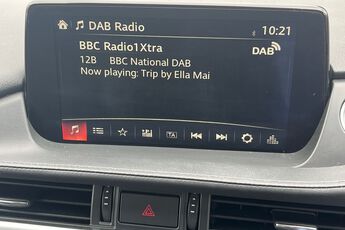 DAB Radio
10:21
BBC Radio1Xtra
DAB
12B BBC National DAB
Now playing: Trip by Ella Mai
TA